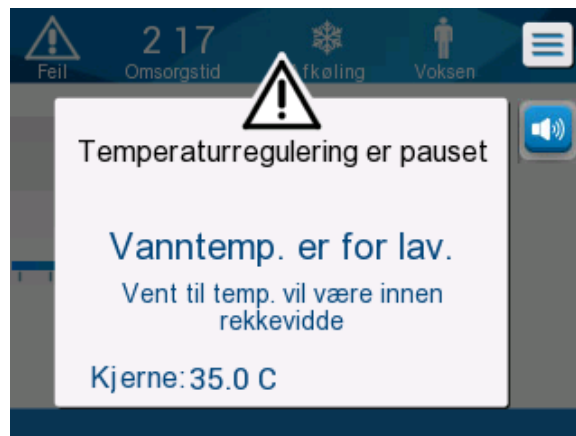 2 17
Feil
Omsorgstid
fkøling
Voksen
Temperaturregulering er pauset
Vanntemp. er for lav.
Vent til temp. vil være innen
rekkevidde
Kjerne: 35.0 C